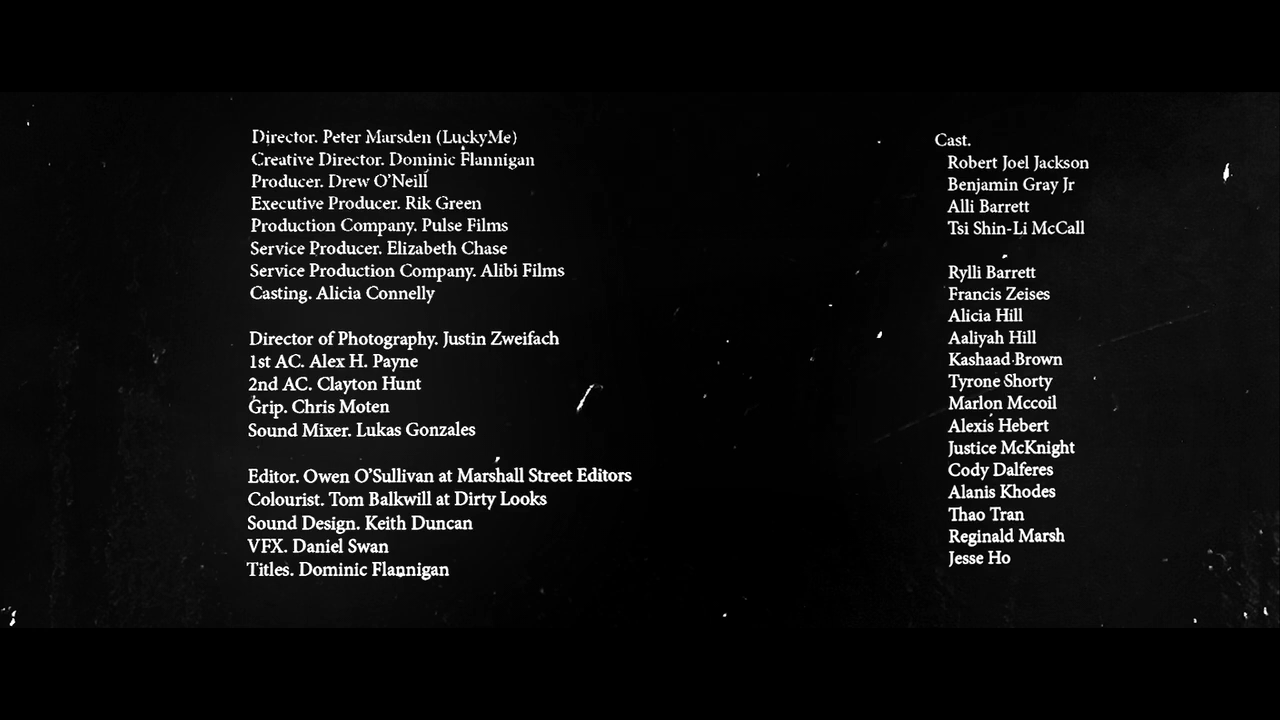 Director. Peter Marsden (LuckyMe)
Creative Director. Dominic Flannigan
Producer. Drew O'Neill
Executive Producer. Rik Green
Production Company. Pulse Films
Service Producer. Elizabeth Chase
Service Production Company. Alibi Films
Casting. Alicia Connelly
Director of Photography. Justin Zweifach
1st AC. Alex H. Payne
2nd AC. Clayton Hunt
Grip. Chris Moten
Sound Mixer. Lukas Gonzales
Editor. Owen O'Sullivan at Marshall Street Editors
Colourist. Tom Balkwill at Dirty Looks
Sound Design. Keith Duncan
VFX. Daniel Swan
Titles. Dominic Flannigan
Cast.
Robert Joel Jackson
Benjamin Gray Jr
Alli Barrett
Tsi Shin-Li McCall
Rylli Barrett
Francis Zeises
Alicia Hill
Aaliyah Hill
Kashaad Brown
Tyrone Shorty
Marlon Mccoil
Alexis Hebert
Justice McKnight
Cody Dalferes
Alanis Khodes
Thao Tran
Reginald Marsh
Jesse Ho